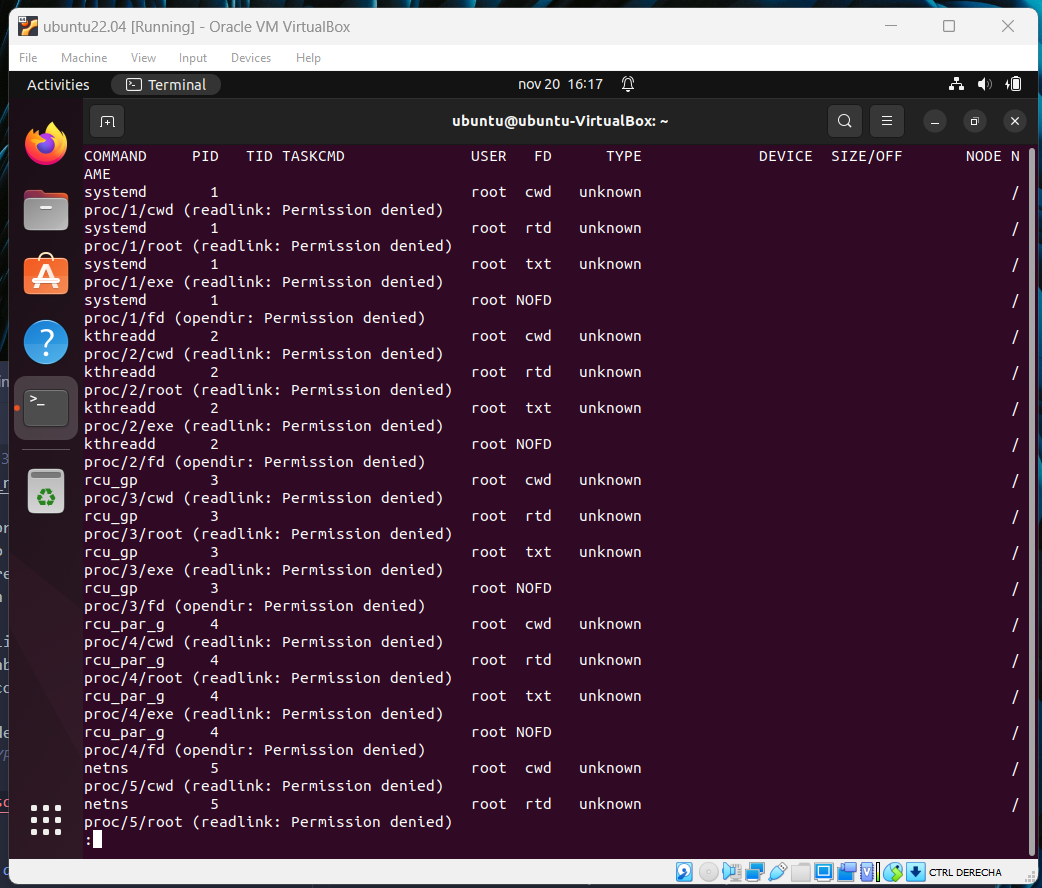 ubuntu22.04 [Running] - Oracle VM VirtualBox
File Machine View Input Devices Help
Activities Terminal nov 20 16:17
ubuntu@ubuntu-VirtualBox: ~
COMMAND PID TID TASKCMD USER FD TYPE DEVICE SIZE/OFF NODE N
AME
systemd 1 root cwd unknown /
proc/1/cwd (readlink: Permission denied)
systemd 1 root rtd unknown /
proc/1/root (readlink: Permission denied)
systemd 1 root txt unknown /
proc/1/exe (readlink: Permission denied)
systemd 1 root NOFD /
proc/1/fd (opendir: Permission denied)
kthreadd 2 root cwd unknown /
proc/2/cwd (readlink: Permission denied)
kthreadd 2 root rtd unknown /
proc/2/root (readlink: Permission denied)
kthreadd 2 root txt unknown /
proc/2/exe (readlink: Permission denied)
kthreadd 2 root NOFD /
proc/2/fd (opendir: Permission denied)
rcu_gp 3 root cwd unknown /
proc/3/cwd (readlink: Permission denied)
rcu_gp 3 root rtd unknown /
proc/3/root (readlink: Permission denied)
rcu_gp 3 root txt unknown /
proc/3/exe (readlink: Permission denied)
rcu_gp 3 root NOFD /
proc/3/fd (opendir: Permission denied)
rcu_par_g 4 root cwd unknown /
proc/4/cwd (readlink: Permission denied)
rcu_par_g 4 root rtd unknown /
proc/4/root (readlink: Permission denied)
rcu_par_g 4 root txt unknown /
proc/4/exe (readlink: Permission denied)
rcu_par_g 4 root NOFD /
proc/4/fd (opendir: Permission denied)
netns 5 root cwd unknown /
proc/5/cwd (readlink: Permission denied)
netns 5 root rtd unknown /
proc/5/root (readlink: Permission denied)
:
CTRL DERECHA